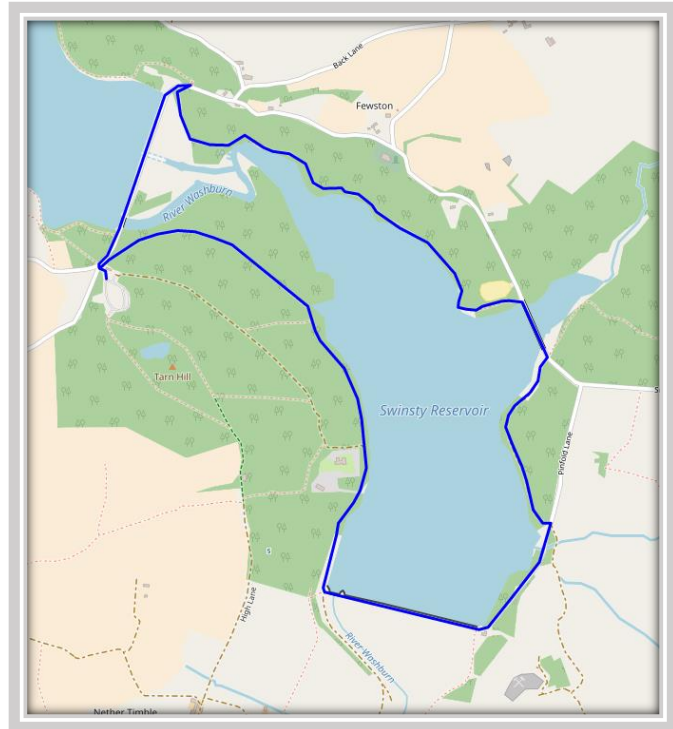 Back Lane
Fewston
River Washburn
Tarn Hill
Swinsty Reservoir
Pinfold Lane
S
S
High Lane
River Washburn
Nether Timble